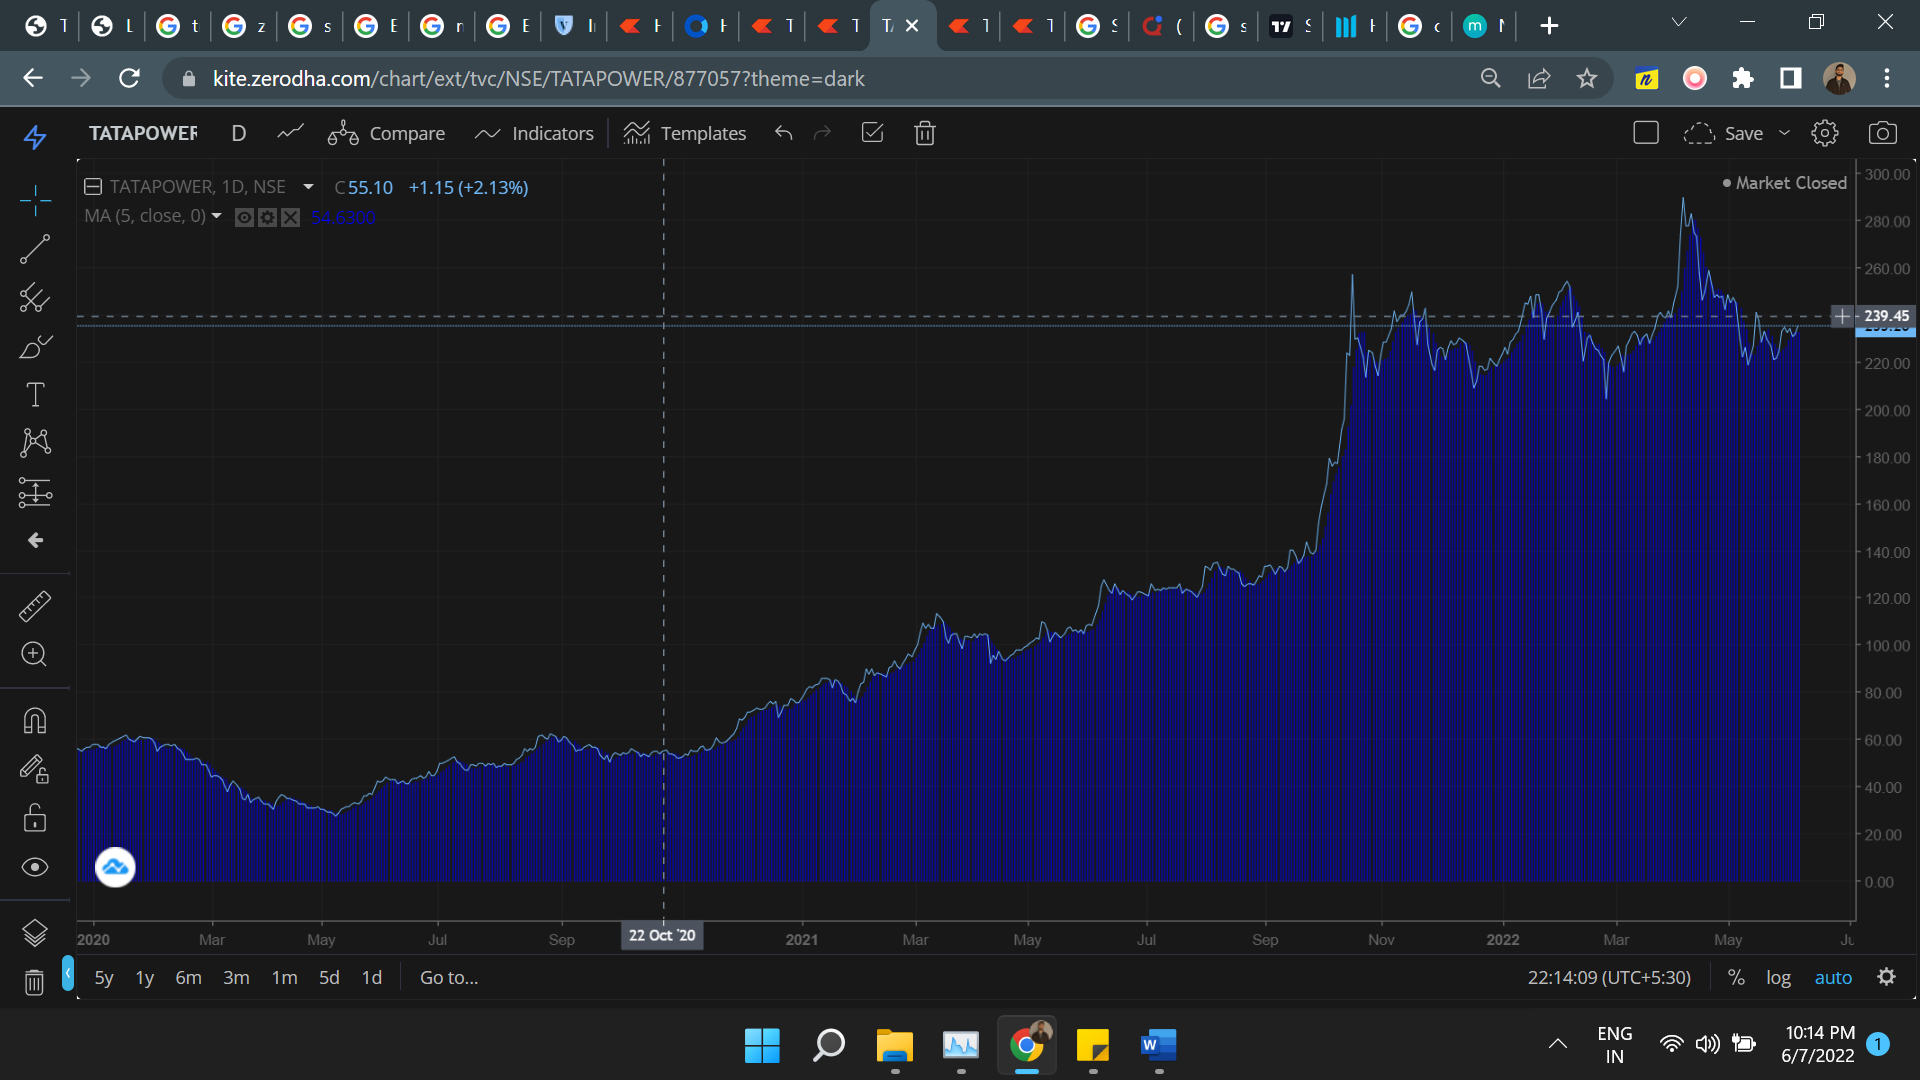 kite.zerodha.com/chart/ext/tvc/NSE/TATAPOWER/877057?theme=dark
TATAPOWER D Compare Indicators Templates Save
TATAPOWER, 1D, NSE C55.10 +1.15 (+2.13%)
Market Closed
MA (5, close, 0) 54.6300
300.00
280.00
260.00
239.45
220.00
200.00
180.00
160.00
140.00
120.00
100.00
80.00
60.00
40.00
20.00
0.00
2020 Mar May Jul Sep 22 Oct '20 2021 Mar May Jul Sep Nov 2022 Mar May
5y 1y 6m 3m 1m 5d 1d Go to... 22:14:09 (UTC+5:30) % log auto
ENG
IN
10:14 PM
6/7/2022
1